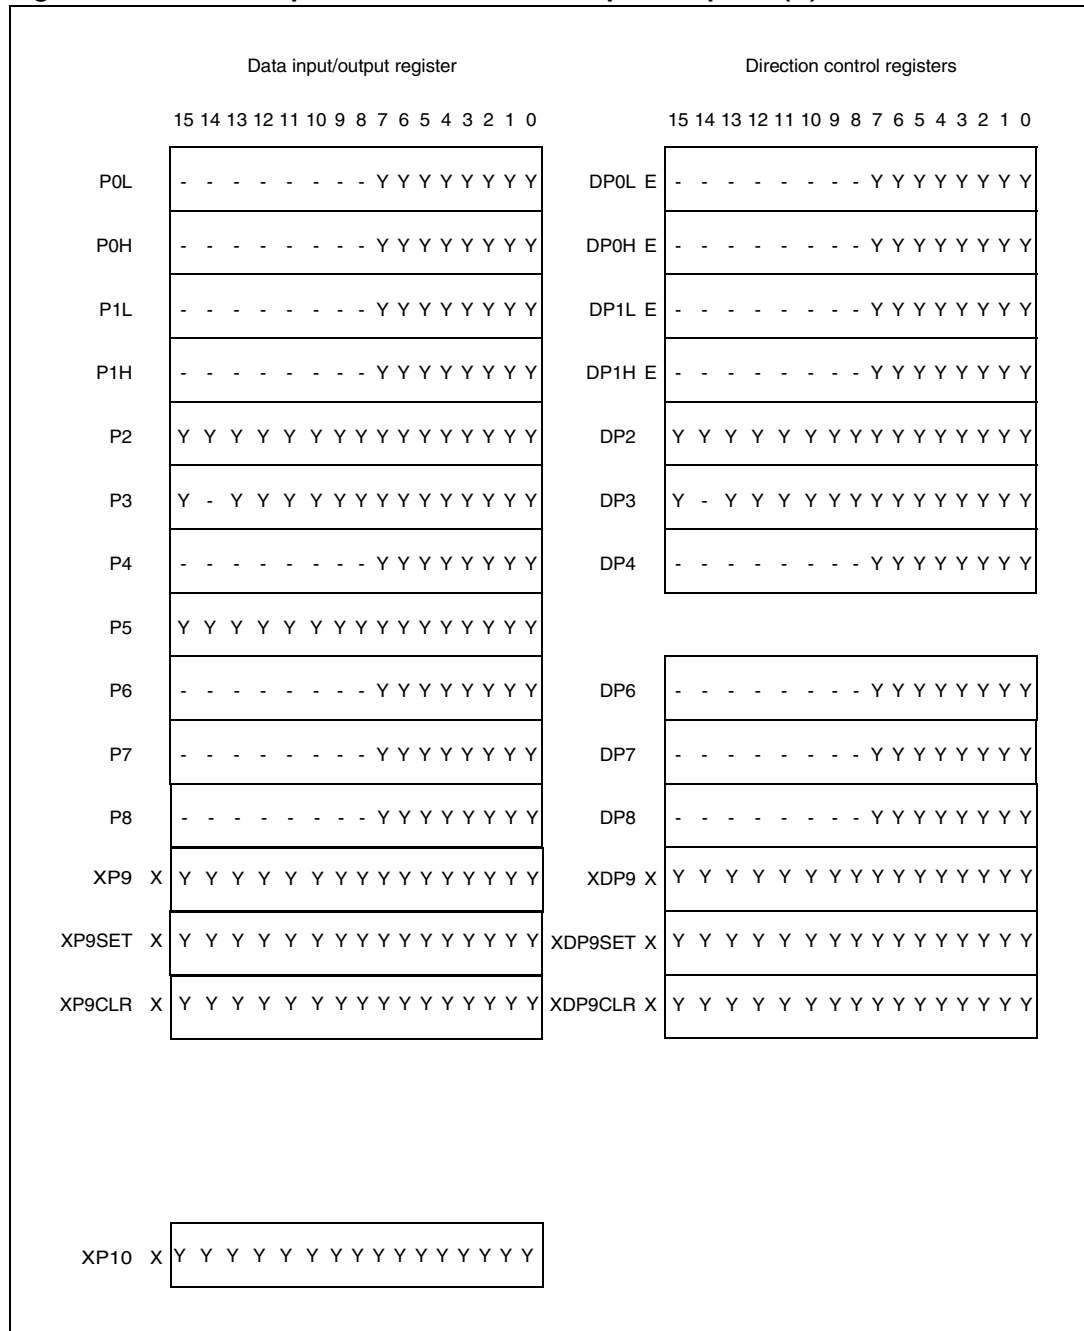 Data input/output register Direction control registers
15 14 13 12 11 10 9 8 7 6 5 4 3 2 1 0 15 14 13 12 11 10 9 8 7 6 5 4 3 2 1 0
P0L - - - - - - - - Y Y Y Y Y Y Y Y DP0L E - - - - - - - - Y Y Y Y Y Y Y Y
P0H - - - - - - - - Y Y Y Y Y Y Y Y DP0H E - - - - - - - - Y Y Y Y Y Y Y Y
P1L - - - - - - - - Y Y Y Y Y Y Y Y DP1L E - - - - - - - - Y Y Y Y Y Y Y Y
P1H - - - - - - - - Y Y Y Y Y Y Y Y DP1H E - - - - - - - - Y Y Y Y Y Y Y Y
P2 Y Y Y Y Y Y Y Y Y Y Y Y Y Y Y Y DP2 Y Y Y Y Y Y Y Y Y Y Y Y Y Y Y Y
P3 Y - Y Y Y Y Y Y Y Y Y Y Y Y Y Y DP3 Y - Y Y Y Y Y Y Y Y Y Y Y Y Y Y
P4 - - - - - - - - Y Y Y Y Y Y Y Y DP4 - - - - - - - - Y Y Y Y Y Y Y Y
P5 Y Y Y Y Y Y Y Y Y Y Y Y Y Y Y Y
P6 - - - - - - - - Y Y Y Y Y Y Y Y DP6 - - - - - - - - Y Y Y Y Y Y Y Y
P7 - - - - - - - - Y Y Y Y Y Y Y Y DP7 - - - - - - - - Y Y Y Y Y Y Y Y
P8 - - - - - - - - Y Y Y Y Y Y Y Y DP8 - - - - - - - - Y Y Y Y Y Y Y Y
XP9 X Y Y Y Y Y Y Y Y Y Y Y Y Y Y Y Y XDP9 X Y Y Y Y Y Y Y Y Y Y Y Y Y Y Y Y
XP9SET X Y Y Y Y Y Y Y Y Y Y Y Y Y Y Y Y XDP9SET X Y Y Y Y Y Y Y Y Y Y Y Y Y Y Y Y
XP9CLR X Y Y Y Y Y Y Y Y Y Y Y Y Y Y Y Y XDP9CLR X Y Y Y Y Y Y Y Y Y Y Y Y Y Y Y Y
XP10 X Y Y Y Y Y Y Y Y Y Y Y Y Y Y Y Y